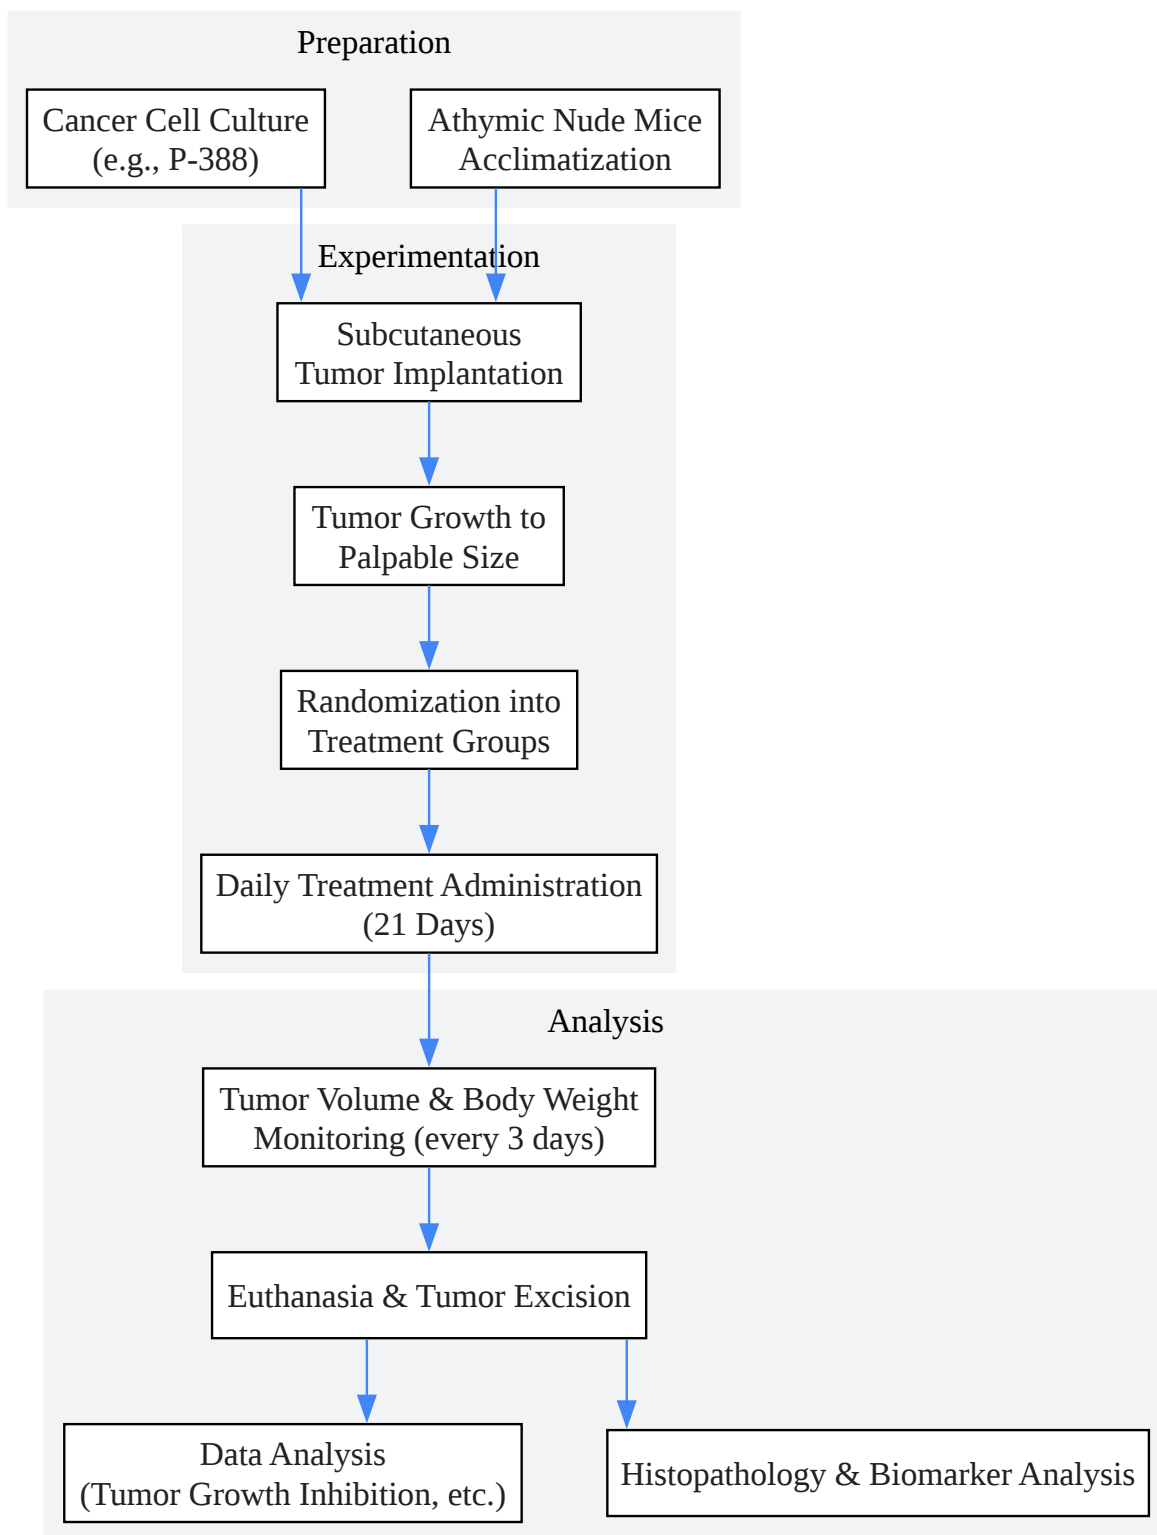 Preparation
Cancer Cell Culture
(e.g., P-388)
Athymic Nude Mice
Acclimatization
Experimentation
Subcutaneous
Tumor Implantation
Tumor Growth to
Palpable Size
Randomization into
Treatment Groups
Daily Treatment Administration
(21 Days)
Analysis
Tumor Volume & Body Weight
Monitoring (every 3 days)
Euthanasia & Tumor Excision
Data Analysis
(Tumor Growth Inhibition, etc.)
Histopathology & Biomarker Analysis